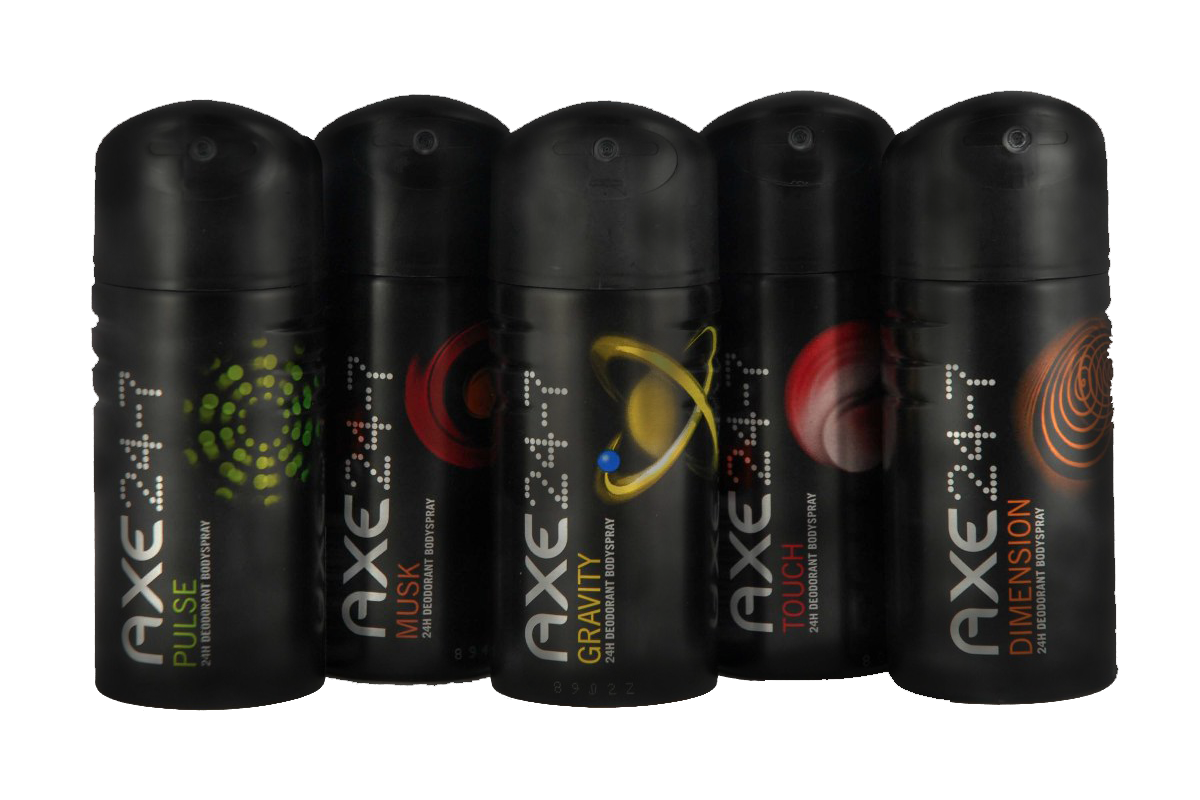 AXE 24-7
PULSE
24H DEODORANT BODYSPRAY
AXE 24-7
MUSK
24H DEODORANT BODYSPRAY
AXE 24-7
GRAVITY
24H DEODORANT BODYSPRAY
AXE 24-7
TOUCH
24H DEODORANT BODYSPRAY
AXE 24-7
DIMENSION
24H DEODORANT BODYSPRAY